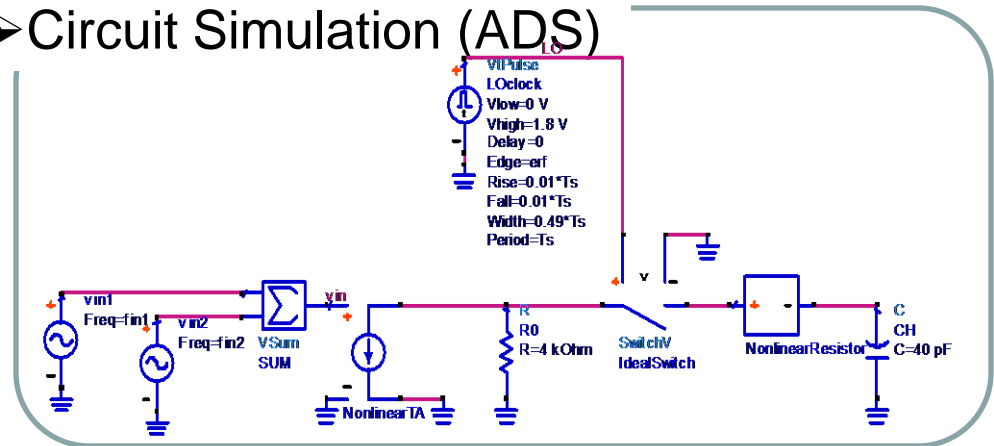 ➢Circuit Simulation (ADS)
LO
VtPulse
LOclock
Vlow=0 V
Vhigh=1.8 V
Delay=0
Edge=erf
Rise=0.01*Ts
Fall=0.01*Ts
Width=0.49*Ts
Period=Ts
t
+
-
vin1
Freq=fin1
vin2
Freq=fin2
Σ
VSum
SUM
vin
NonlinearTA
R
R0
R=4 kOhm
v
SwitchV
IdealSwitch
NonlinearResistor
C
CH
C=40 pF